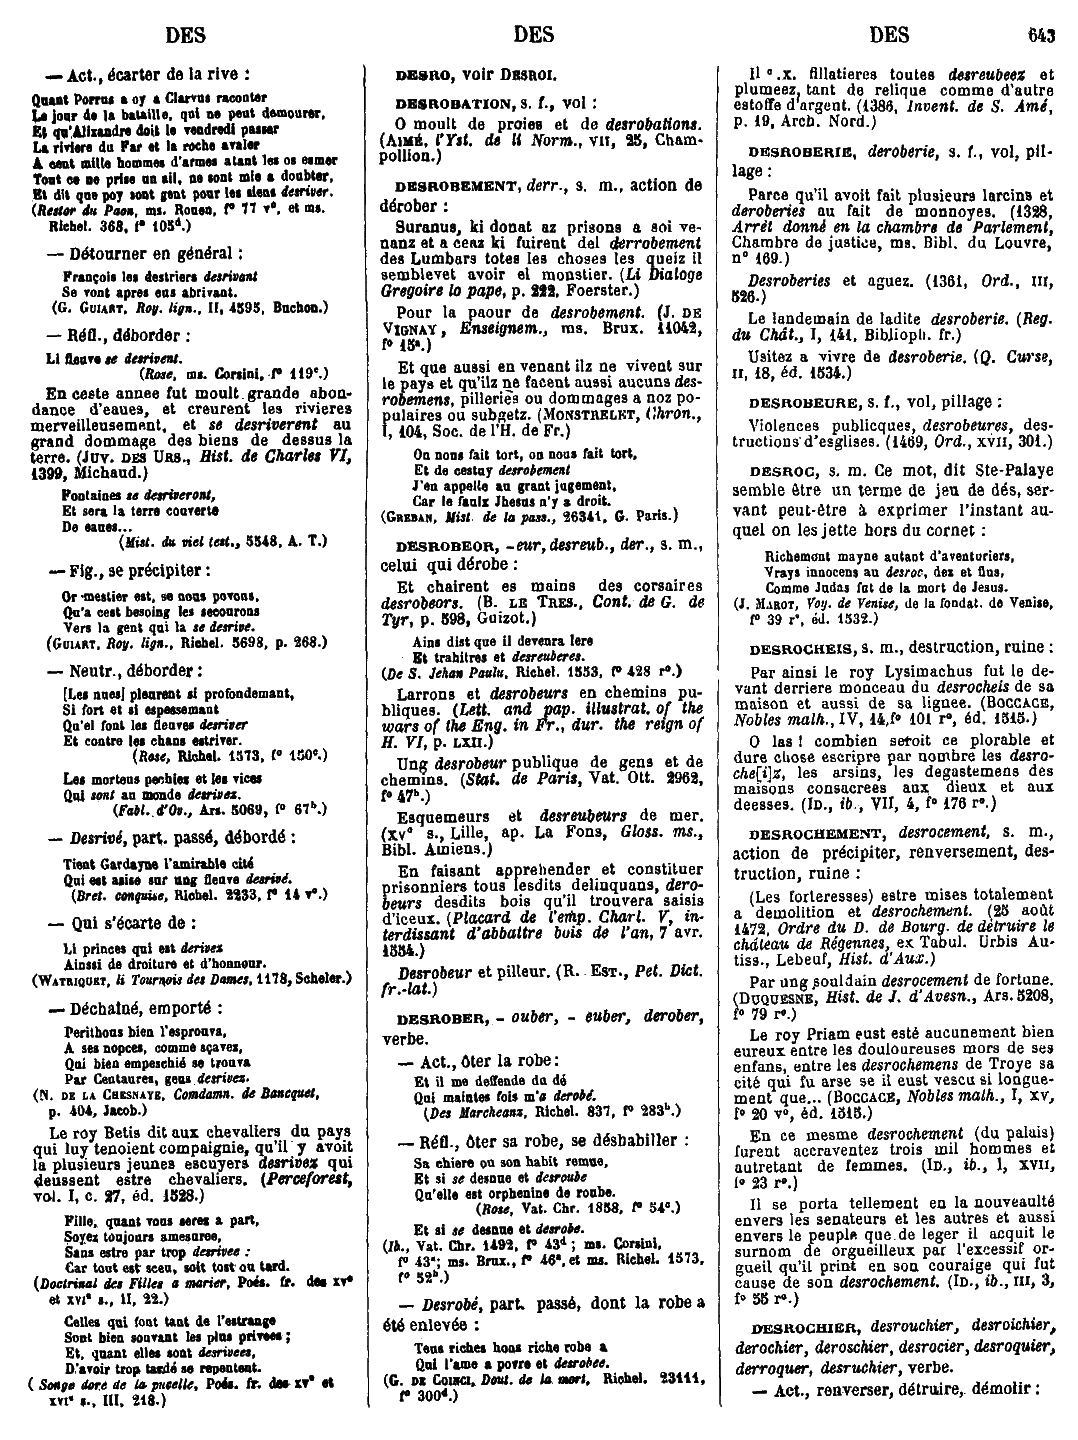 DES
DES
DES
643
— Act., écarter de la rive :
Quant Porrus a oy a Clarvus raconter
Le jour de la bataille, qui ne peut demourer,
Et qu'Alixandre doit le vendredi passer
La riviere du Far et la roche avaler
A cent mille hommes d'armes atant les os esmer
Tout ce ne prise un ail, ne sont mie a doubter,
Et dit que poy sont gent pour les siens desriver.
(Restor du Paon, ms. Rouen, f° 77 v°, et ms.
Richel. 368, f° 105d.)
— Détourner en général :
François les destriers desrivent
Se vont apres eus abrivant.
(G. GUIART, Roy. lign., II, 4595, Buchon.)
— Réfl., déborder :
Li fleuve se desrivent.
(Rose, ms. Corsini, f° 119c.)
En ceste annee fut moult grande abon-
dance d'eaues, et creurent les rivieres
merveilleusement, et se desriverent au
grand dommage des biens de dessus la
terre. (JUV. DES URS., Hist. de Charles VI,
1399, Michaud.)
Fontaines se desriveront,
Et sera la terre couverte
De eaues...
(Mist. du viel test., 5548, A. T.)
— Fig., se précipiter :
Or mestier est, se nous povons,
Qu'a cest besoing les secourons
Vers la gent qui la se desrive.
(GUIART, Roy. lign., Richel. 5698, p. 268.)
— Neutr., déborder :
[Les nues] pleurent si profondemant,
Si fort et si espessemant
Qu'el font les fleuves desriver
Et contre les chans estriver.
(Rose, Richel. 1573, f° 150c.)
Les morteus pechies et les vices
Qui sont au monde desrivez.
(Fabl. d'Ov., Ars. 5069, f° 67b.)
— Desrivé, part. passé, débordé :
Tient Gardayne l'amirable cité
Qui est asise sur ung fleuve desrivé.
(Bret. conquise, Richel. 2233, f° 14 v°.)
— Qui s'écarte de :
Li princes qui est derivez
Ainssi de droiture et d'honnour.
(WATRIQUET, li Tournois des Dames, 1178, Scheler.)
— Déchaîné, emporté :
Perithous bien l'esprouva,
A ses nopces, comme sçavez,
Qui bien empeschié se trouva
Par Centaures, gens desrivez.
(N. DE LA CHESNAYE, Comdamn. de Bancquet,
p. 404, Jacob.)
Le roy Betis dit aux chevaliers du pays
qui luy tenoient compaignie, qu'il y avoit
la plusieurs jeunes escuyers desrivez qui
deussent estre chevaliers. (Perceforest,
vol. I, c. 27, éd. 1528.)
Fille, quant vous seres a part,
Soyez toujours amesuree,
Sans estre par trop desrivee :
Car tout est sceu, soit tost ou tard.
(Doctrinal des Filles a marier, Poés. fr. des xve
et xvie s., II, 22.)
Celles qui font tant de l'estrange
Sont bien souvant les plus privees ;
Et, quant elles sont desrivees,
D'avoir trop tardé se repentent.
( Songe dore de la pucelle, Poés. fr. des xve et
xvie s., III, 218.)
DESRO, voir DESROI.
DESROBATION, s. f., vol :
O moult de proies et de desrobations.
(AIMÉ, l'Yst. de li Norm., VII, 25, Cham-
pollion.)
DESROBEMENT, derr., s. m., action de
dérober :
Suranus, ki donat az prisons a soi ve-
nanz et a ceaz ki fuirent del derrobement
des Lumbars totes les choses les queiz il
semblevet avoir el monstier. (Li Dialoge
Gregoire lo pape, p. 222, Foerster.)
Pour la paour de desrobement. (J. DE
VIGNAY, Enseignem., ms. Brux. 11042,
f° 15a.)
Et que aussi en venant ilz ne vivent sur
le pays et qu'ilz ne facent aussi aucuns des-
robemens, pilleries ou dommages a noz po-
pulaires ou subgetz. (MONSTRELET, Chron.,
I, 104, Soc. de l'H. de Fr.)
On nous fait tort, on nous fait tort,
Et de cestuy desrobement
J'en appelle au grant jugement,
Car le faulx Jhesus n'y a droit.
(GREBAN, Mist. de la pass., 26341, G. Paris.)
DESROBEOR, -eur, desreub., der., s. m.,
celui qui dérobe :
Et chairent es mains des corsaires
desrobeors. (B. LE TRES., Cont. de G. de
Tyr, p. 598, Guizot.)
Ains dist que il devenra lere
Et trahitres et desreuberes.
(De S. Jehan Paulu, Richel. 1553, f° 428 r°.)
Larrons et desrobeurs en chemins pu-
bliques. (Lett. and pap. illustrat. of the
wars of the Eng. in Fr., dur. the reign of
H. VI, p. LXII.)
Ung desrobeur publique de gens et de
chemins. (Stat. de Paris, Vat. Ott. 2962,
f° 47b.)
Esquemeurs et desreubeurs de mer.
(xve s., Lille, ap. La Fons, Gloss. ms.,
Bibl. Amiens.)
En faisant apprehender et constituer
prisonniers tous lesdits delinquans, dero-
beurs desdits bois qu'il trouvera saisis
d'iceux. (Placard de l'emp. Charl. V, in-
terdissant d'abbattre bois de l'an, 7 avr.
1554.)
Desrobeur et pilleur. (R. EST., Pet. Dict.
fr.-lat.)
DESROBER, - ouber, - euber, derober,
verbe.
— Act., ôter la robe :
Et il me deffende du dé
Qui maintes fois m'a derobé.
(Des Marcheans, Richel. 837, f° 283b.)
— Réfl., ôter sa robe, se déshabiller :
Sa chiere ou son habit remue,
Et si se desnue et desroube
Qu'elle est orphenine de roube.
(Rose, Vat. Chr. 1858, f° 54c.)
Et si se desnue et desrobe.
(Ib., Vat. Chr. 1492, f° 43d ; ms. Corsini,
f° 43a; ms. Brux., f° 46a, et ms. Richel. 1573,
f° 52b.)
— Desrobé, part. passé, dont la robe a
été enlevée :
Teus riches hons riche robe a
Qui l'ame a povre et desrobee.
(G. DE COINCI, Dout. de la mort, Richel. 23111,
f° 300d.)
Il a .x. fillatieres toutes desreubeez et
plumeez, tant de relique comme d'autre
estoffe d'argent. (1386, Invent. de S. Amé,
p. 19, Arch. Nord.)
DESROBERIE, deroberie, s. f., vol, pil-
lage :
Parce qu'il avoit fait plusieurs larcins et
deroberies au fait de monnoyes. (1328,
Arrêt donné en la chambre de Parlement,
Chambre de justice, ms. Bibl. du Louvre,
n° 169.)
Desroberies et aguez. (1361, Ord., III,
526.)
Le landemain de ladite desroberie. (Reg.
du Chât., I, 141, Biblioph. fr.)
Usitez a vivre de desroberie. (Q. Curse,
II, 18, éd. 1534.)
DESROBEURE, s. f., vol, pillage :
Violences publicques, desrobeures, des-
tructions d'esglises. (1469, Ord., XVII, 301.)
DESROC, s. m. Ce mot, dit Ste-Palaye
semble être un terme de jeu de dés, ser-
vant peut-être à exprimer l'instant au-
quel on les jette hors du cornet :
Richemont mayne autant d'aventuriers,
Vrays innocens au desroc, dez et flus,
Comme Judas fut de la mort de Jesus.
(J. MAROT, Voy. de Venise, de la fondat. de Venise,
f° 39 r°, éd. 1532.)
DESROCHEIS, s. m., destruction, ruine :
Par ainsi le roy Lysimachus fut le de-
vant derriere monceau du desrocheis de sa
maison et aussi de sa lignee. (BOCCACE,
Nobles malh., IV, 14, f° 101 r°, éd. 1515.)
O las ! combien seroit ce plorable et
dure chose escripre par nombre les desro-
che[i]z, les arsins, les degastemens des
maisons consacrees aux dieux et aux
deesses. (ID., ib., VII, 4, f° 176 r°.)
DESROCHEMENT, desrocement, s. m.,
action de précipiter, renversement, des-
truction, ruine :
(Les forteresses) estre mises totalement
a demolition et desrochement. (25 août
1472, Ordre du D. de Bourg. de détruire le
château de Régennes, ex Tabul. Urbis Au-
tiss., Lebeuf, Hist. d'Aux.)
Par ung souldain desrocement de fortune.
(DUQUESNE, Hist. de J. d'Avesn., Ars. 5208,
f° 79 r°.)
Le roy Priam eust esté aucunement bien
eureux entre les douloureuses mors de ses
enfans, entre les desrochemens de Troye sa
cité qui fu arse se il eust vescu si longue-
ment que... (BOCCACE, Nobles malh., I, XV,
f° 20 v°, éd. 1515.)
En ce mesme desrochement (du palais)
furent accraventez trois mil hommes et
autretant de femmes. (ID., ib., I, XVII,
f° 23 r°.)
Il se porta tellement en la nouveaulté
envers les senateurs et les autres et aussi
envers le peuple que de leger il acquit le
surnom de orgueilleux par l'excessif or-
gueil qu'il print en son couraige qui fut
cause de son desrochement. (ID., ib., III, 3,
f° 55 r°.)
DESROCHIER, desrouchier, desroichier,
derochier, deroschier, desrocier, desroquier,
derroquer, desruchier, verbe.
— Act., renverser, détruire, démolir :